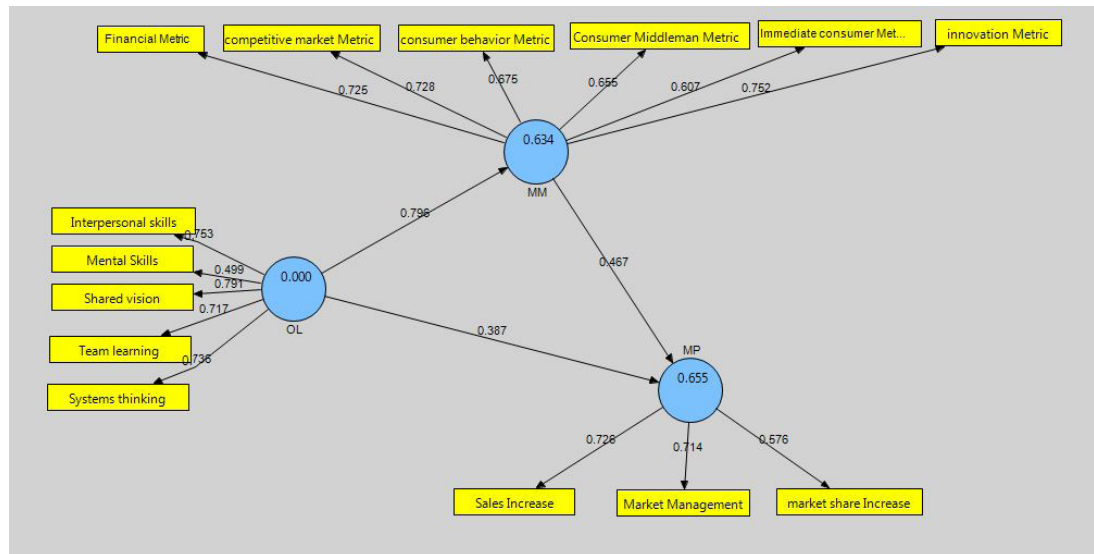 Financial Metric
competitive market Metric
consumer behavior Metric
Consumer Middleman Metric
Immediate consumer Met...
innovation Metric
0.725
0.728
0.675
0.655
0.607
0.752
0.634
MM
0.796
0.467
Interpersonal skills
0.753
Mental Skills
0.499
Shared vision
0.791
Team learning
0.717
Systems thinking
0.736
0.000
OL
0.387
MP
0.655
0.726
0.714
0.576
Sales Increase
Market Management
market share Increase